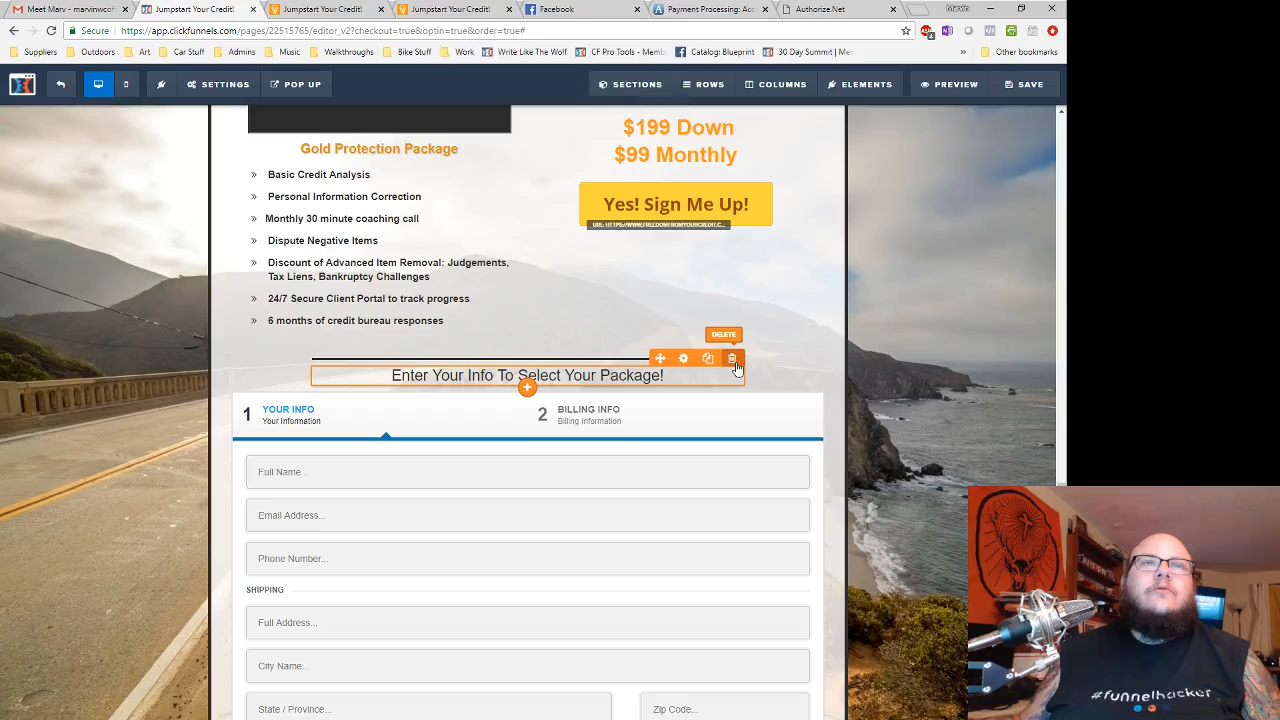 Meet Marv - marvinwcoff
Jumpstart Your Credit!
Jumpstart Your Credit!
Jumpstart Your Credit!
Facebook
Payment Processing: Acc
Authorize.Net
Marvin
Secure
https://app.clickfunnels.com/pages/22515765/editor_v2?checkout=true&optin=true&order=true#
Suppliers
Outdoors
Art
Car Stuff
Admins
Music
Walkthroughs
Bike Stuff
Work
Write Like The Wolf
CF Pro Tools - Memb
Catalog: Blueprint
30 Day Summit | Me
Other bookmarks
SETTINGS
POP UP
SECTIONS
ROWS
COLUMNS
ELEMENTS
PREVIEW
SAVE
$199 Down
$99 Monthly
Gold Protection Package
Basic Credit Analysis
Personal Information Correction
Monthly 30 minute coaching call
Dispute Negative Items
Discount of Advanced Item Removal: Judgements,
Tax Liens, Bankruptcy Challenges
24/7 Secure Client Portal to track progress
6 months of credit bureau responses
Yes! Sign Me Up!
URL: HTTPS://WWW.FREEDOMFROMYOURCREDIT.C...
DELETE
Enter Your Info To Select Your Package!
1 YOUR INFO
Your Information
2 BILLING INFO
Billing Information
Full Name...
Email Address...
Phone Number...
SHIPPING
Full Address...
City Name...
State / Province...
Zip Code...
#funnelhacker